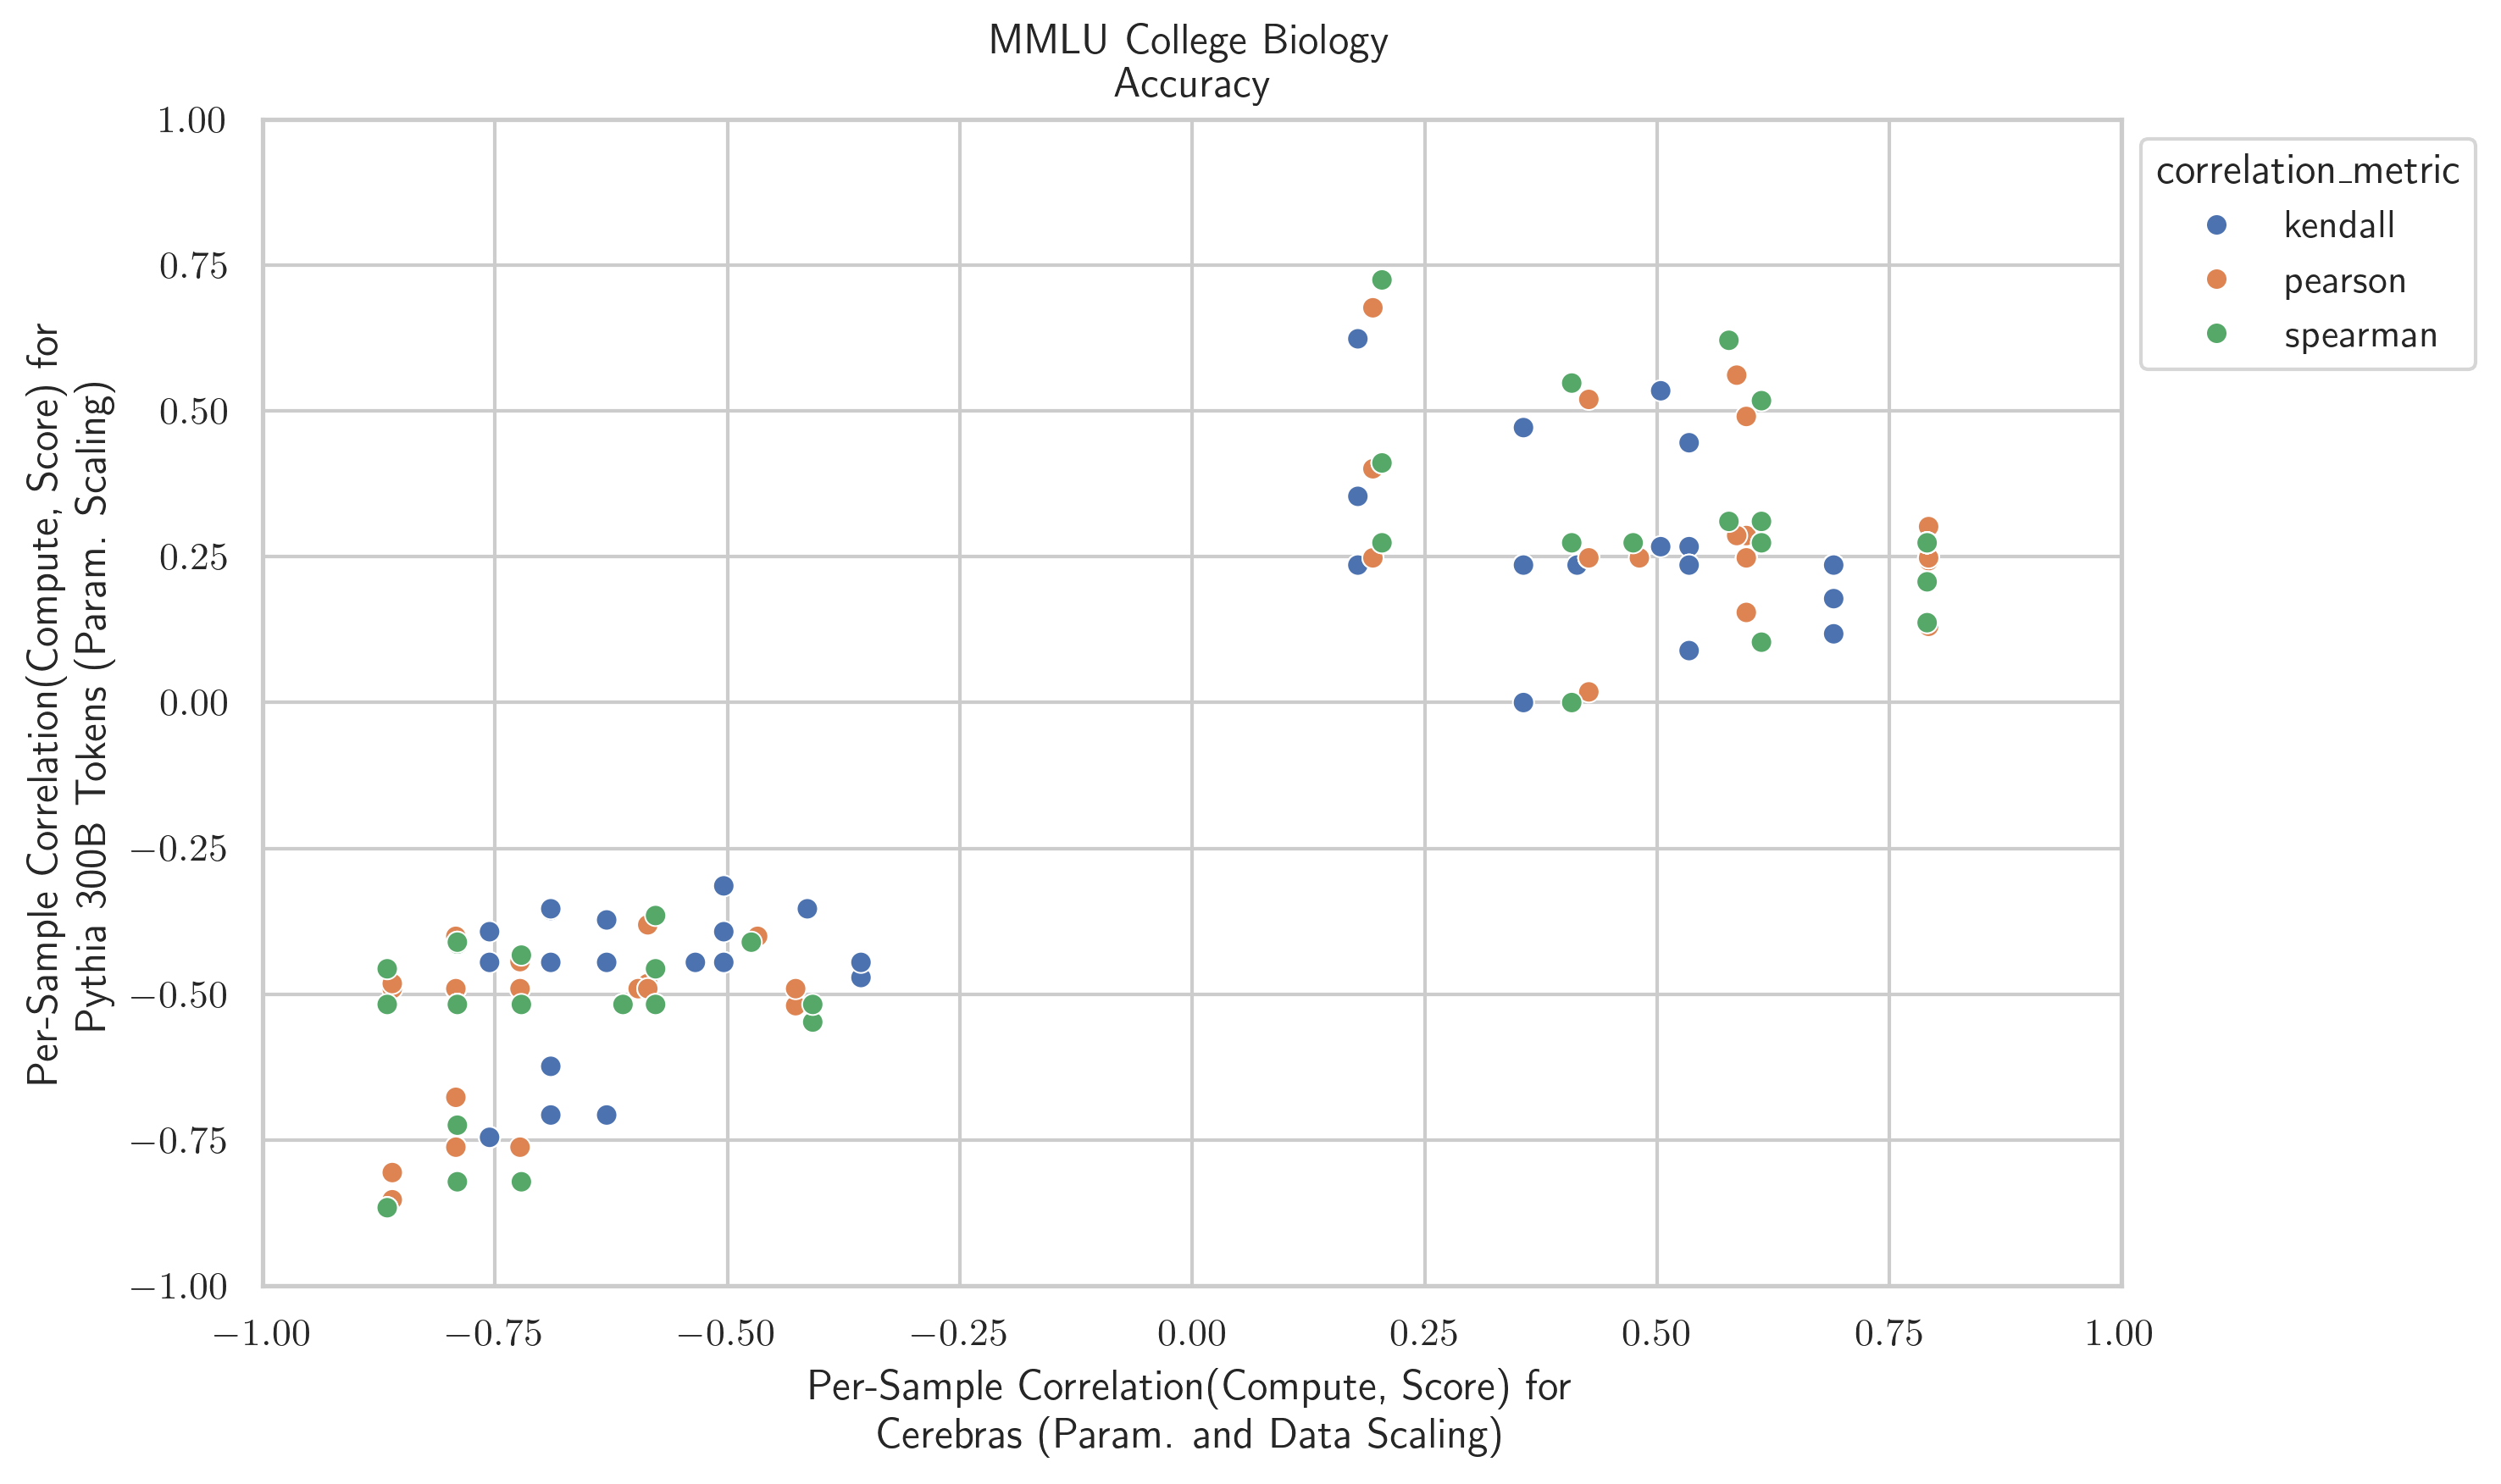 MMLU College Biology
Accuracy
Per-Sample Correlation(Compute, Score) for
Pythia 300B Tokens (Param. Scaling)
1.00
0.75
0.50
0.25
0.00
−0.25
−0.50
−0.75
−1.00
correlation_metric
kendall
pearson
spearman
−1.00 −0.75 −0.50 −0.25 0.00 0.25 0.50 0.75 1.00
Per-Sample Correlation(Compute, Score) for
Cerebras (Param. and Data Scaling)